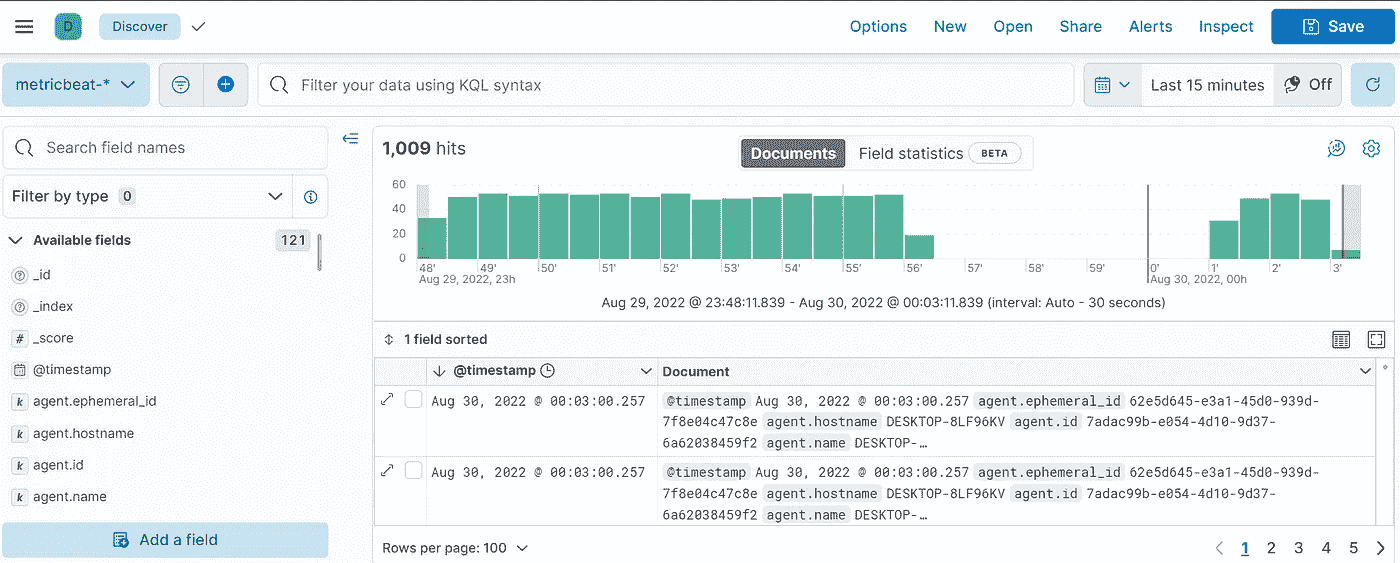 D Discover Options New Open Share Alerts Inspect Save
metricbeat-* Filter your data using KQL syntax Last 15 minutes Off
Search field names
Filter by type 0
Available fields 121
_id
_index
_score
@timestamp
agent.ephemeral_id
agent.hostname
agent.id
agent.name
Add a field
1,009 hits Documents Field statistics BETA
60
40
20
0
48' 49' 50' 51' 52' 53' 54' 55' 56' 57' 58' 59' 0' 1' 2' 3'
Aug 29, 2022, 23h Aug 30, 2022, 00h
Aug 29, 2022 @ 23:48:11.839 - Aug 30, 2022 @ 00:03:11.839 (interval: Auto - 30 seconds)
1 field sorted
@timestamp Document
Aug 30, 2022 @ 00:03:00.257 @timestamp Aug 30, 2022 @ 00:03:00.257 agent.ephemeral_id 62e5d645-e3a1-45d0-939d-
7f8e04c47c8e agent.hostname DESKTOP-8LF96KV agent.id 7adac99b-e054-4d10-9d37-
6a62038459f2 agent.name DESKTOP-…
Aug 30, 2022 @ 00:03:00.257 @timestamp Aug 30, 2022 @ 00:03:00.257 agent.ephemeral_id 62e5d645-e3a1-45d0-939d-
7f8e04c47c8e agent.hostname DESKTOP-8LF96KV agent.id 7adac99b-e054-4d10-9d37-
6a62038459f2 agent.name DESKTOP-…
Rows per page: 100 1 2 3 4 5